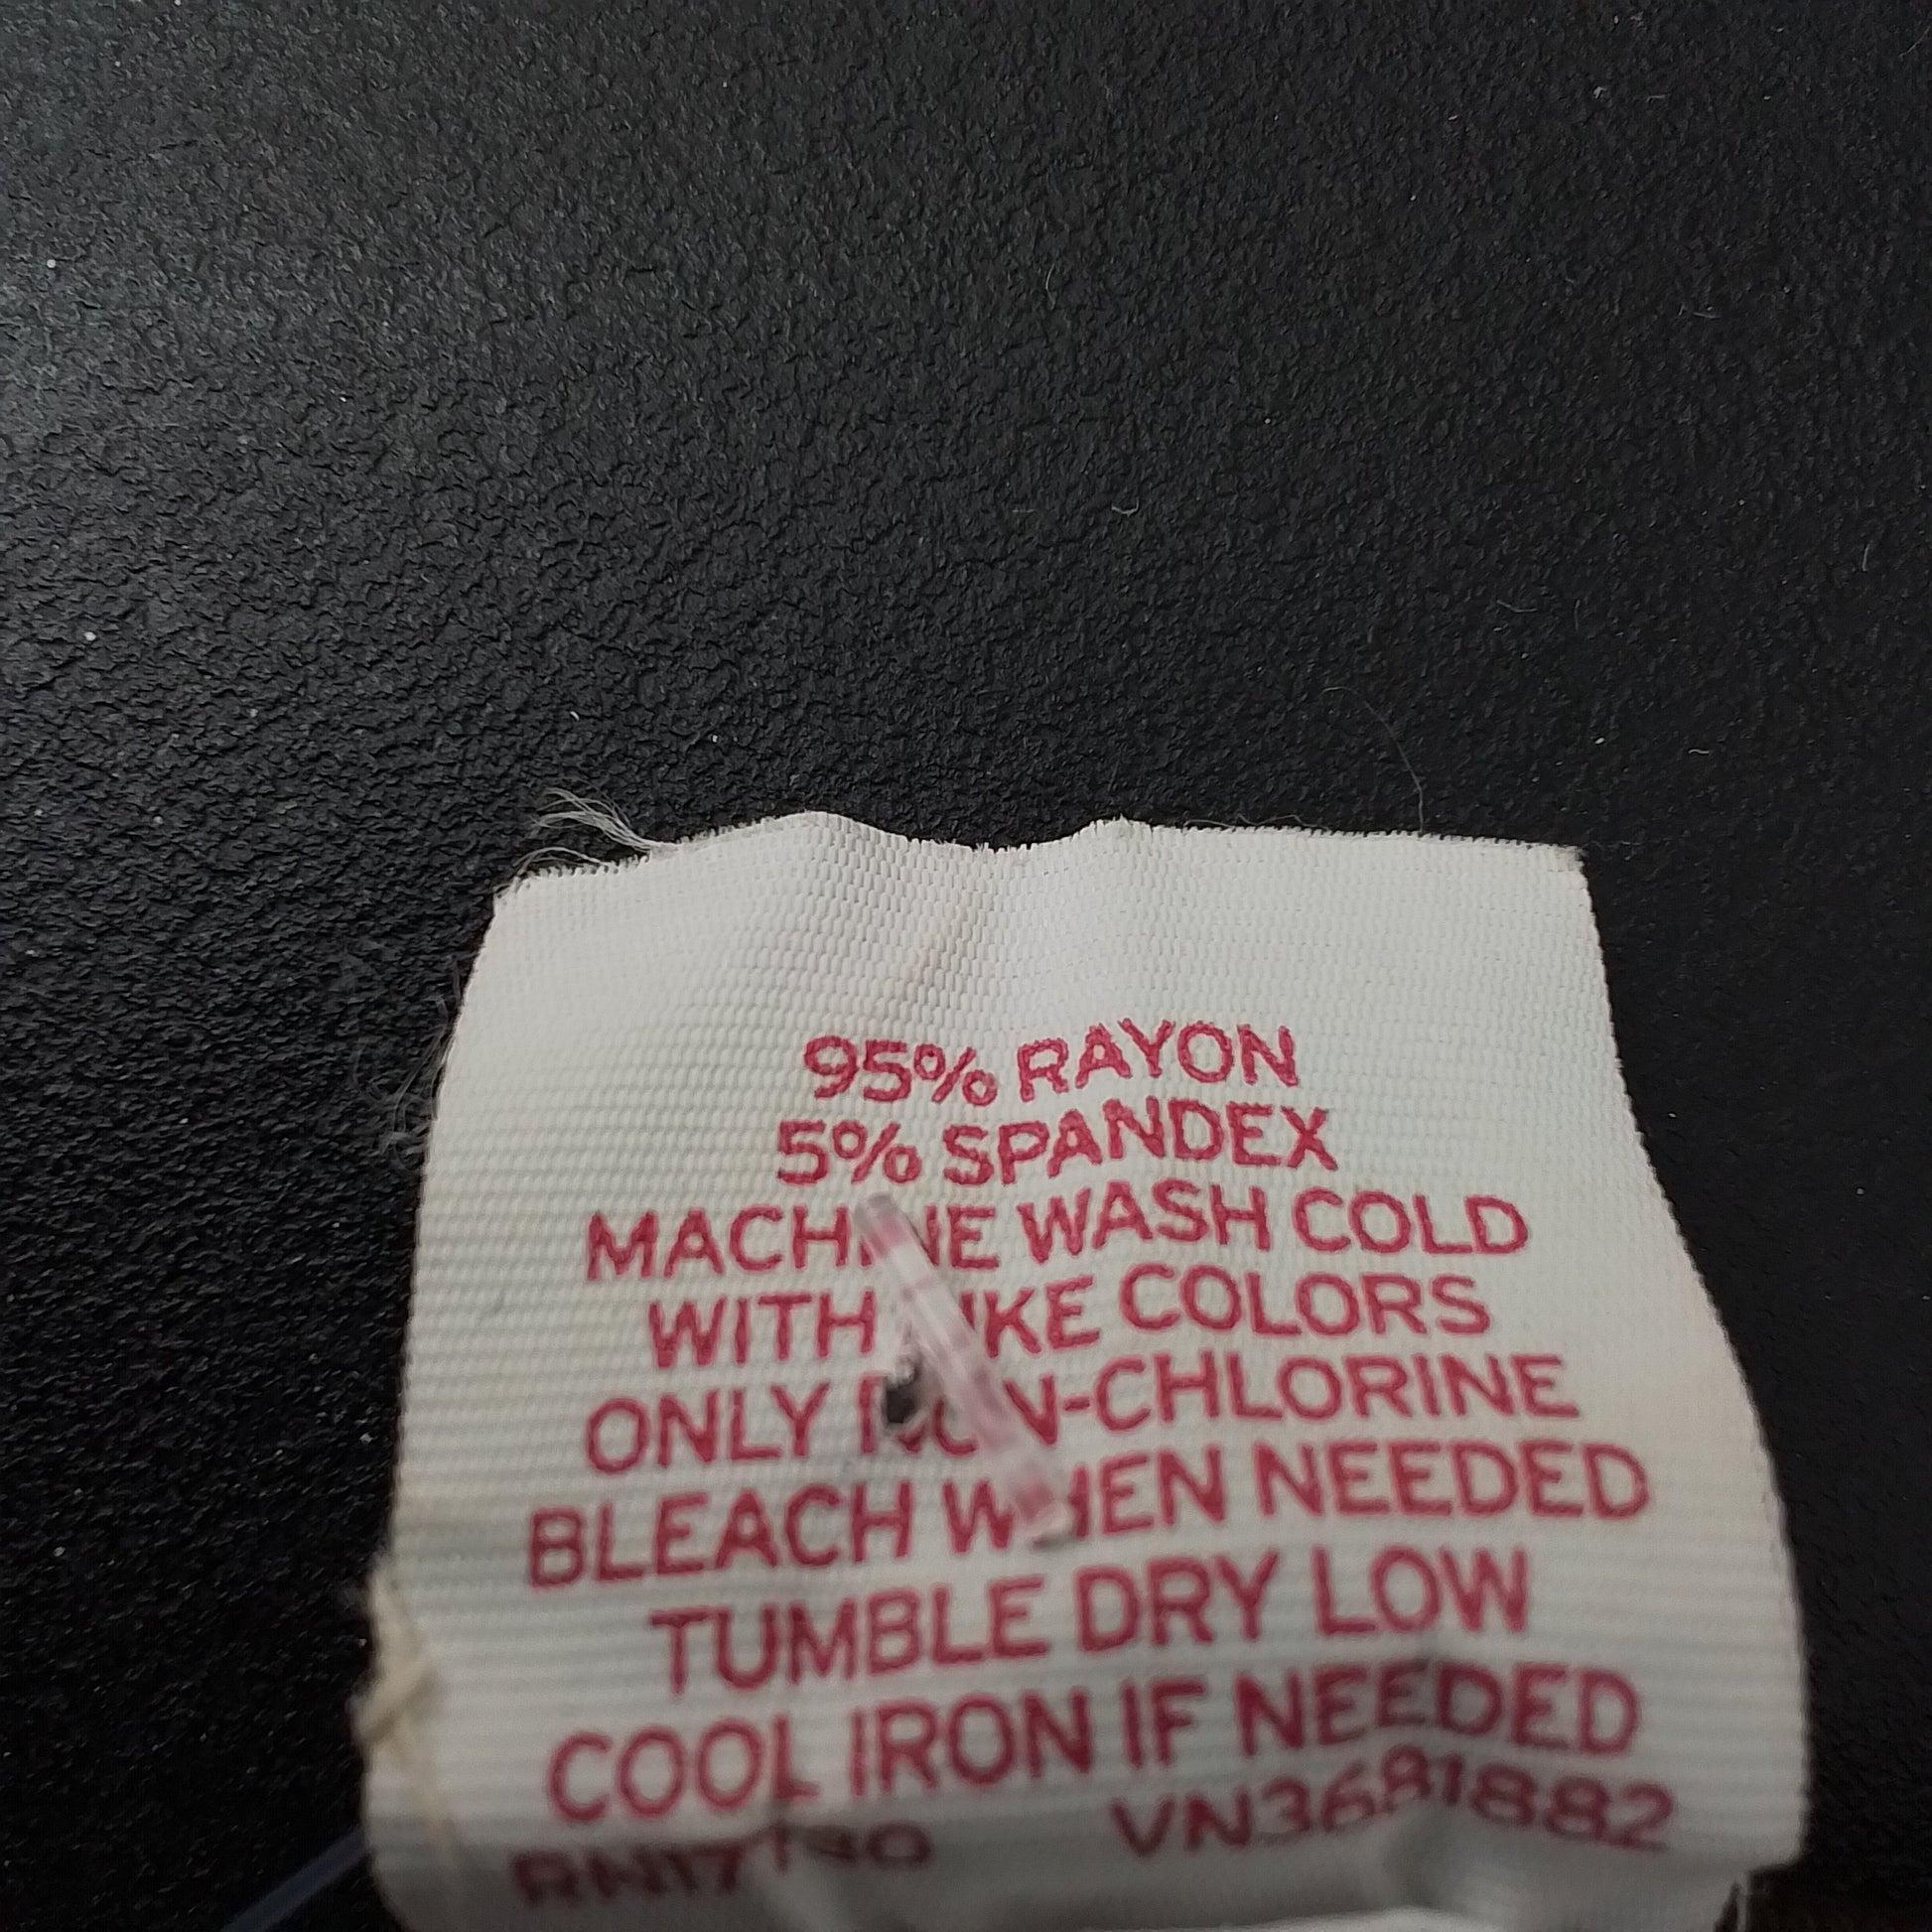 95% RAYON
5% SPANDEX
MACHINE WASH COLD
WITH LIKE COLORS
ONLY NON-CHLORINE
BLEACH WHEN NEEDED
TUMBLE DRY LOW
COOL IRON IF NEEDED
VN3681882